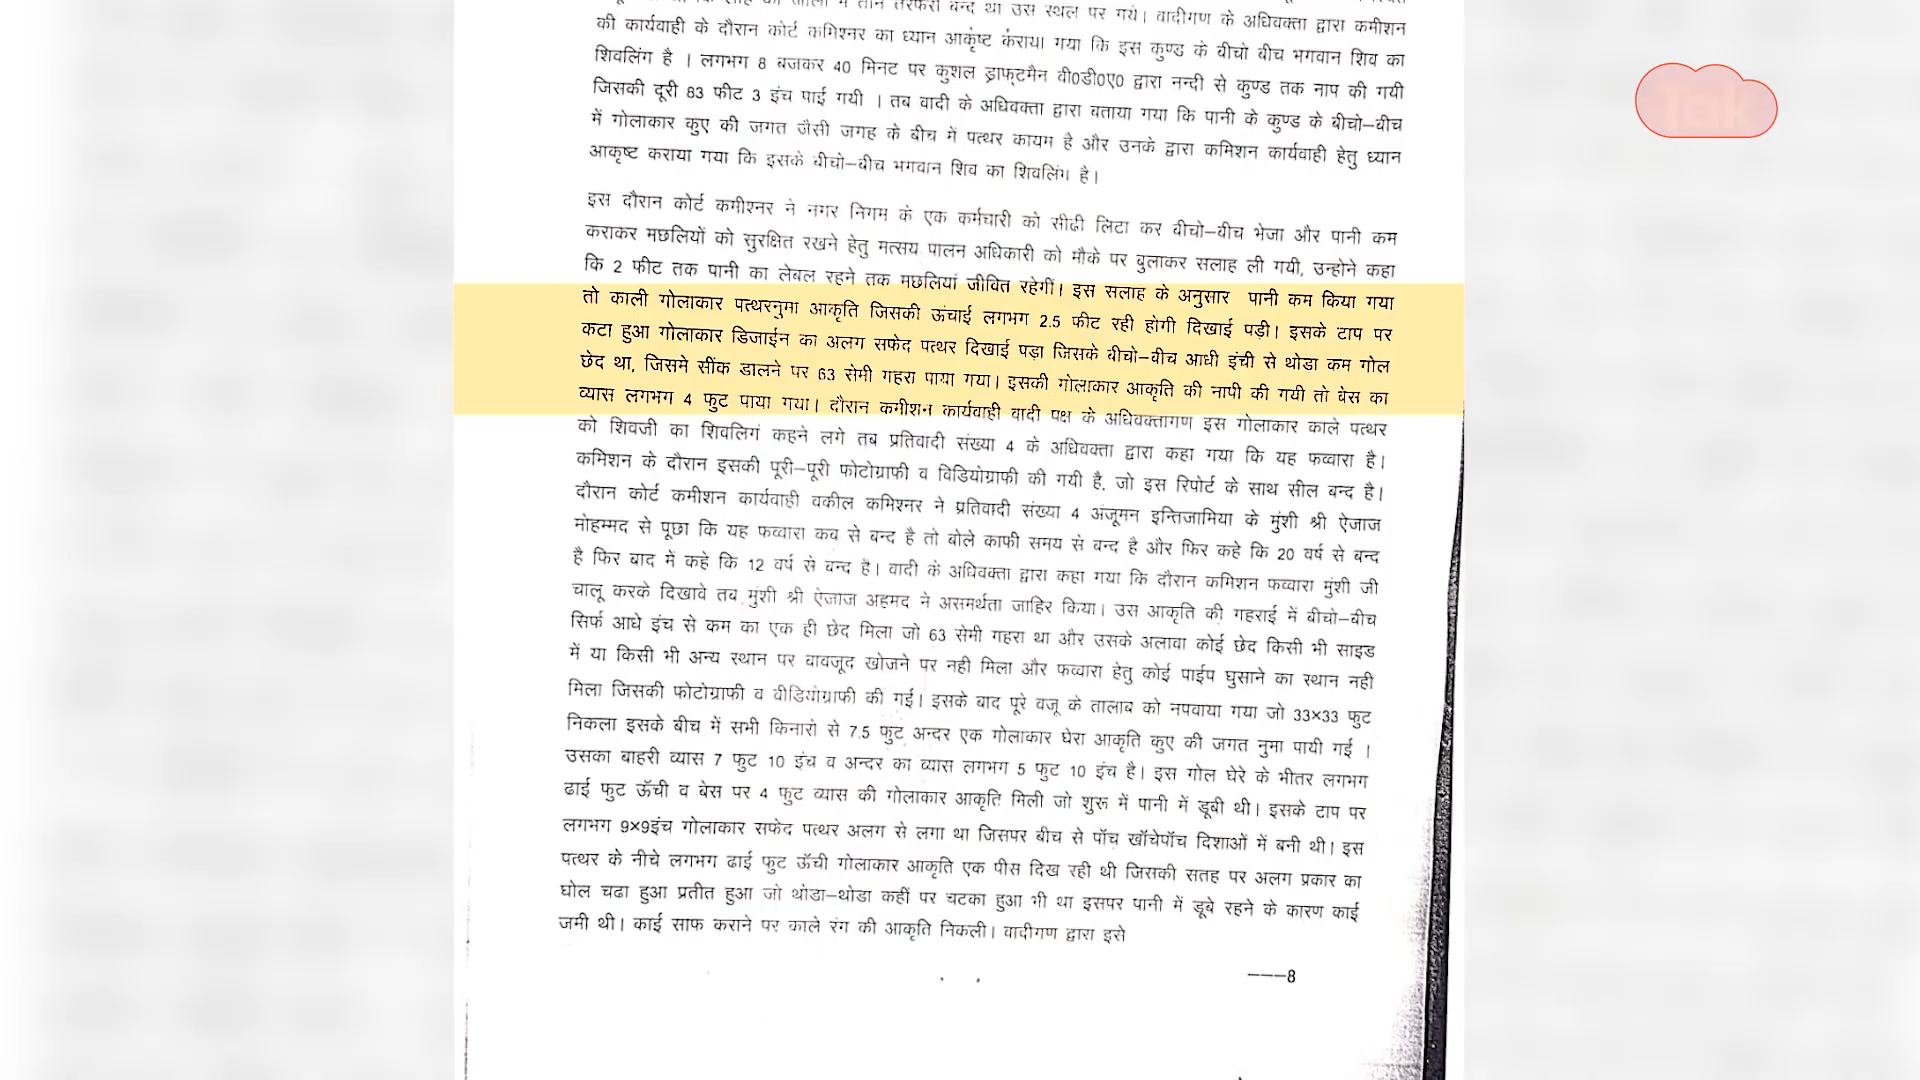 तीन तरफरी बन्द था उस स्थल पर गये। वादीगण के अधिवक्ता द्वारा कमीशन
की कार्यवाही के दौरान कोर्ट कमिश्नर का ध्यान आकृष्ट कराया गया कि इस कुण्ड के बीचो बीच भगवान शिव का
शिवलिंग है । लगभग 8 बजकर 40 मिनट पर कुशल ड्राफ्टमैन वी0डी0ए0 द्वारा नन्दी से कुण्ड तक नाप की गयी
जिसकी दूरी 83 फीट 3 इंच पाई गयी । तब वादी के अधिवक्ता द्वारा बताया गया कि पानी के कुण्ड के बीचो–बीच
में गोलाकार कुए की जगत जैसी जगह के बीच में पत्थर कायम है और उनके द्वारा कमिशन कार्यवाही हेतु ध्यान
आकृष्ट कराया गया कि इसके बीचो–बीच भगवान शिव का शिवलिंग है।
इस दौरान कोर्ट कमीश्नर ने नगर निगम के एक कर्मचारी को सीढी लिटा कर बीचो–बीच भेजा और पानी कम
कराकर मछलियों को सुरक्षित रखने हेतु मत्सय पालन अधिकारी को मौके पर बुलाकर सलाह ली गयी, उन्होने कहा
कि 2 फीट तक पानी का लेबल रहने तक मछलियां जीवित रहेगीं। इस सलाह के अनुसार पानी कम किया गया
तो काली गोलाकार पत्थरनुमा आकृति जिसकी ऊंचाई लगभग 2.5 फीट रही होगी दिखाई पड़ी। इसके टाप पर
कटा हुआ गोलाकार डिजाईन का अलग सफेद पत्थर दिखाई पड़ा जिसके बीचो–बीच आधी इंची से थोडा कम गोल
छेद था, जिसमे सींक डालने पर 63 सेमी गहरा पाया गया। इसकी गोलाकार आकृति की नापी की गयी तो बेस का
व्यास लगभग 4 फुट पाया गया। दौरान कमीशन कार्यवाही वादी पक्ष के अधिवक्तागण इस गोलाकार काले पत्थर
को शिवजी का शिवलिगं कहने लगे तब प्रतिवादी संख्या 4 के अधिवक्ता द्वारा कहा गया कि यह फव्वारा है।
कमिशन के दौरान इसकी पूरी–पूरी फोटोग्राफी व विडियोग्राफी की गयी है, जो इस रिपोर्ट के साथ सील बन्द है।
दौरान कोर्ट कमीशन कार्यवाही वकील कमिश्नर ने प्रतिवादी संख्या 4 अंजूमन इन्तिजामिया के मुंशी श्री ऐजाज
मोहम्मद से पूछा कि यह फव्वारा कब से बन्द है तो बोले काफी समय से बन्द है और फिर कहे कि 20 वर्ष से बन्द
है फिर बाद में कहे कि 12 वर्ष से बन्द है। वादी के अधिवक्ता द्वारा कहा गया कि दौरान कमिशन फव्वारा मुंशी जी
चालू करके दिखावे तब मुंशी श्री ऐजाज अहमद ने असमर्थता जाहिर किया। उस आकृति की गहराई में बीचो–बीच
सिर्फ आधे इंच से कम का एक ही छेद मिला जो 63 सेमी गहरा था और उसके अलावा कोई छेद किसी भी साइड
में या किसी भी अन्य स्थान पर बावजूद खोजने पर नही मिला और फव्वारा हेतु कोई पाईप घुसाने का स्थान नही
मिला जिसकी फोटोग्राफी व वीडियोग्राफी की गई। इसके बाद पूरे वजू के तालाब को नपवाया गया जो 33×33 फुट
निकला इसके बीच में सभी किनारो से 7.5 फुट अन्दर एक गोलाकार घेरा आकृति कुए की जगत नुमा पायी गई ।
उसका बाहरी व्यास 7 फुट 10 इंच व अन्दर का व्यास लगभग 5 फुट 10 इंच है। इस गोल घेरे के भीतर लगभग
ढाई फुट ऊँची व बेस पर 4 फुट व्यास की गोलाकार आकृति मिली जो शुरू में पानी में डूबी थी। इसके टाप पर
लगभग 9×9इंच गोलाकार सफेद पत्थर अलग से लगा था जिसपर बीच से पॉच खॉचेपॉच दिशाओं में बनी थी। इस
पत्थर के नीचे लगभग ढाई फुट ऊँची गोलाकार आकृति एक पीस दिख रही थी जिसकी सतह पर अलग प्रकार का
घोल चढा हुआ प्रतीत हुआ जो थोडा–थोडा कहीं पर चटका हुआ भी था इसपर पानी में डूबे रहने के कारण काई
जमी थी। काई साफ कराने पर काले रंग की आकृति निकली। वादीगण द्वारा इसे
–––8
Tak